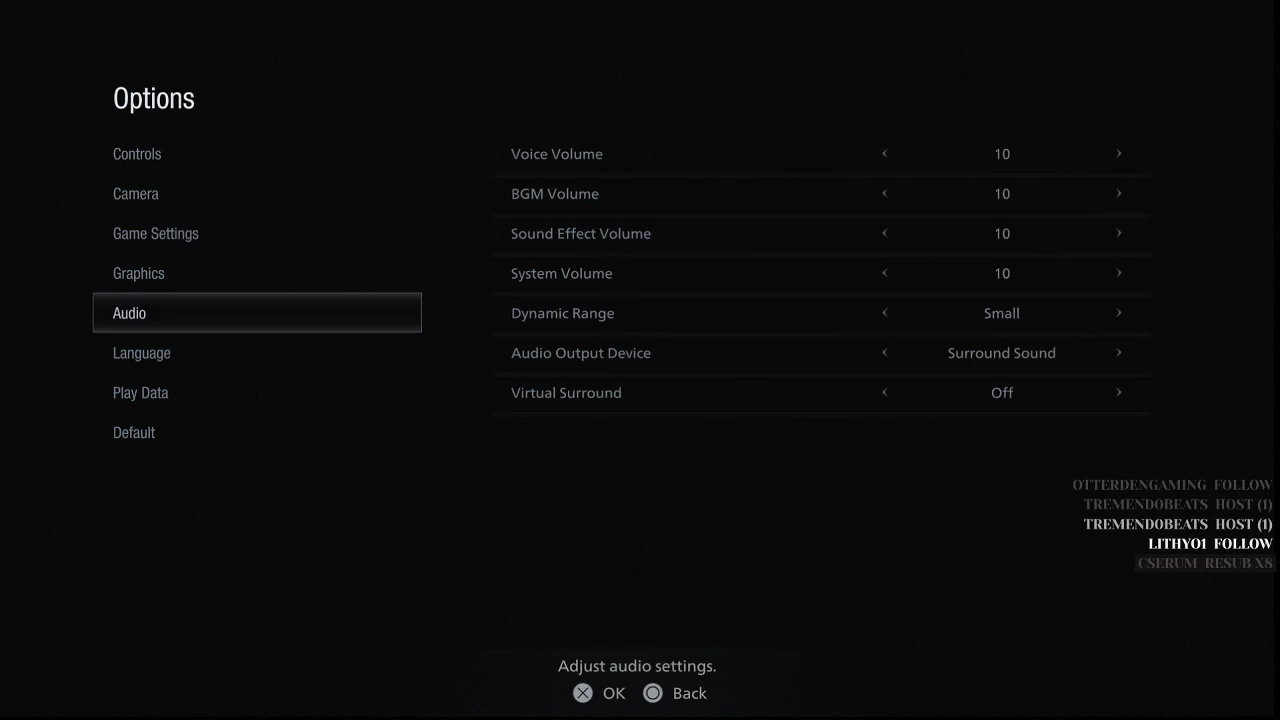 Options
Controls
Camera
Game Settings
Graphics
Audio
Language
Play Data
Default
Voice Volume 10
BGM Volume 10
Sound Effect Volume 10
System Volume 10
Dynamic Range Small
Audio Output Device Surround Sound
Virtual Surround Off
OTTERDENGAMING FOLLOW
TREMEND0BEATS HOST (1)
TREMEND0BEATS HOST (1)
LITHYO1 FOLLOW
CSERUM RESUB X8
Adjust audio settings.
OK Back